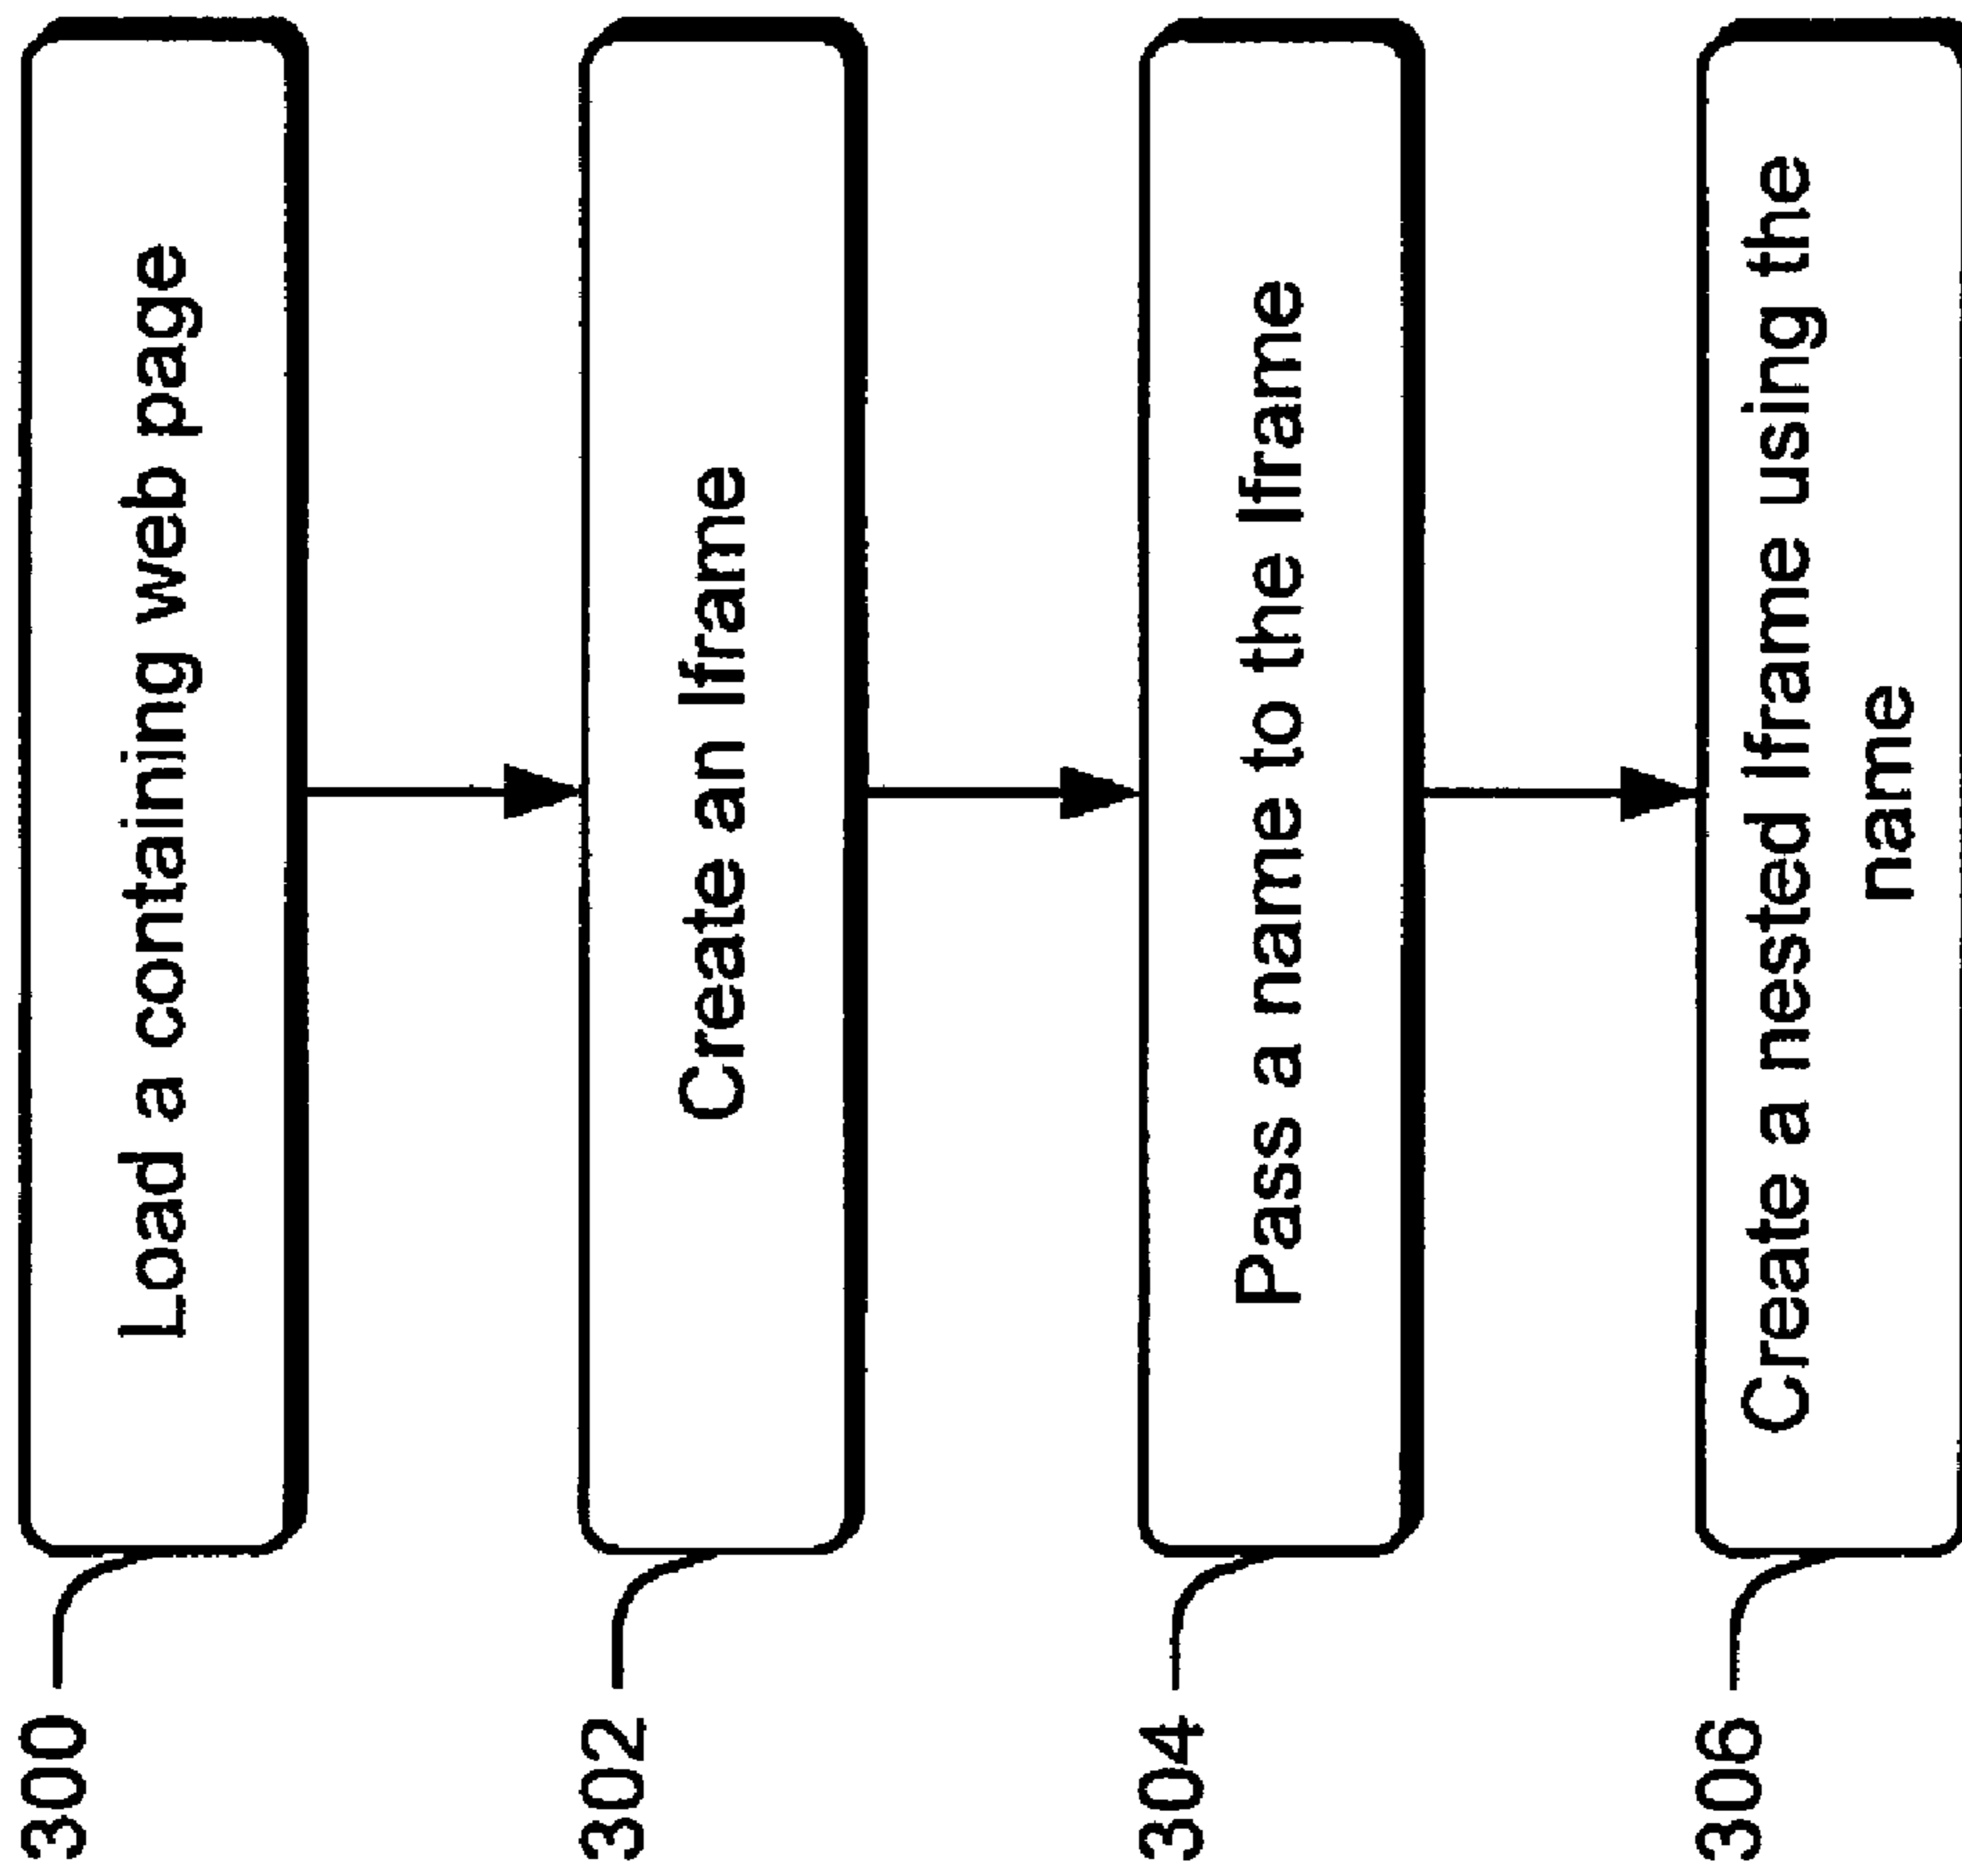 300
Load a containing web page
302
Create an Iframe
304
Pass a name to the Iframe
306
Create a nested Iframe using the
name